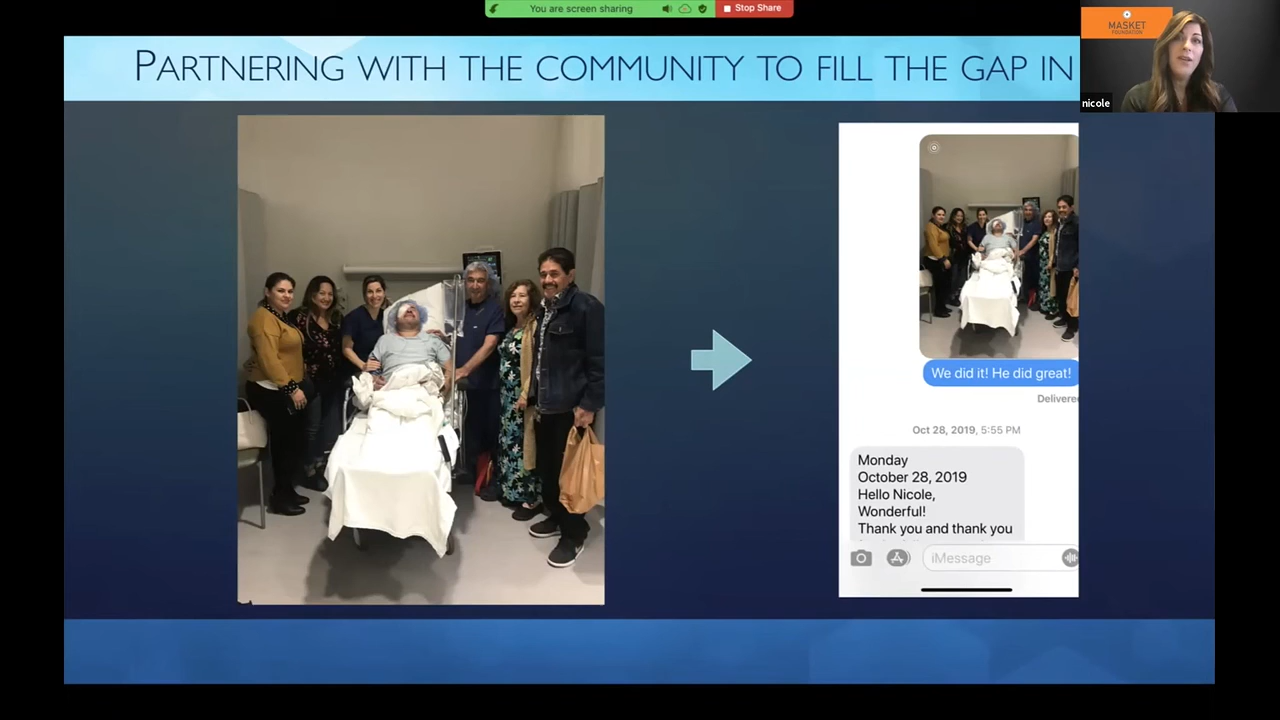 You are screen sharing
Stop Share
MASKET
FOUNDATION
nicole
PARTNERING WITH THE COMMUNITY TO FILL THE GAP IN
We did it! He did great!
Delivered
Oct 28, 2019, 5:55 PM
Monday
October 28, 2019
Hello Nicole,
Wonderful!
Thank you and thank you
iMessage